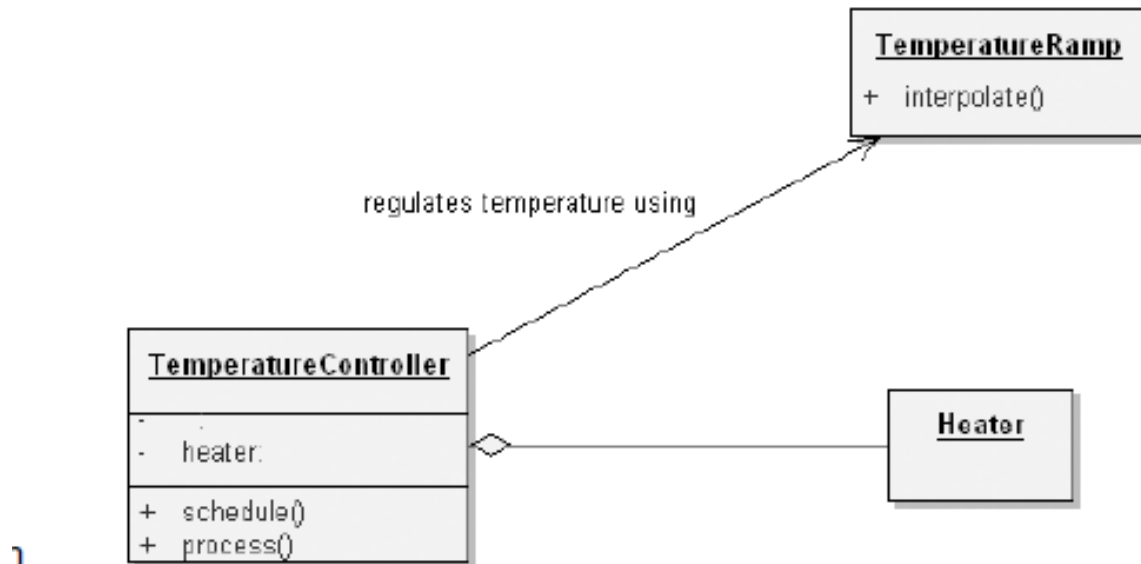 TemperatureRamp
+ interpolate()
regulates temperature using
TemperatureController
-
- heater:
Heater
+ schedule()
+ process()